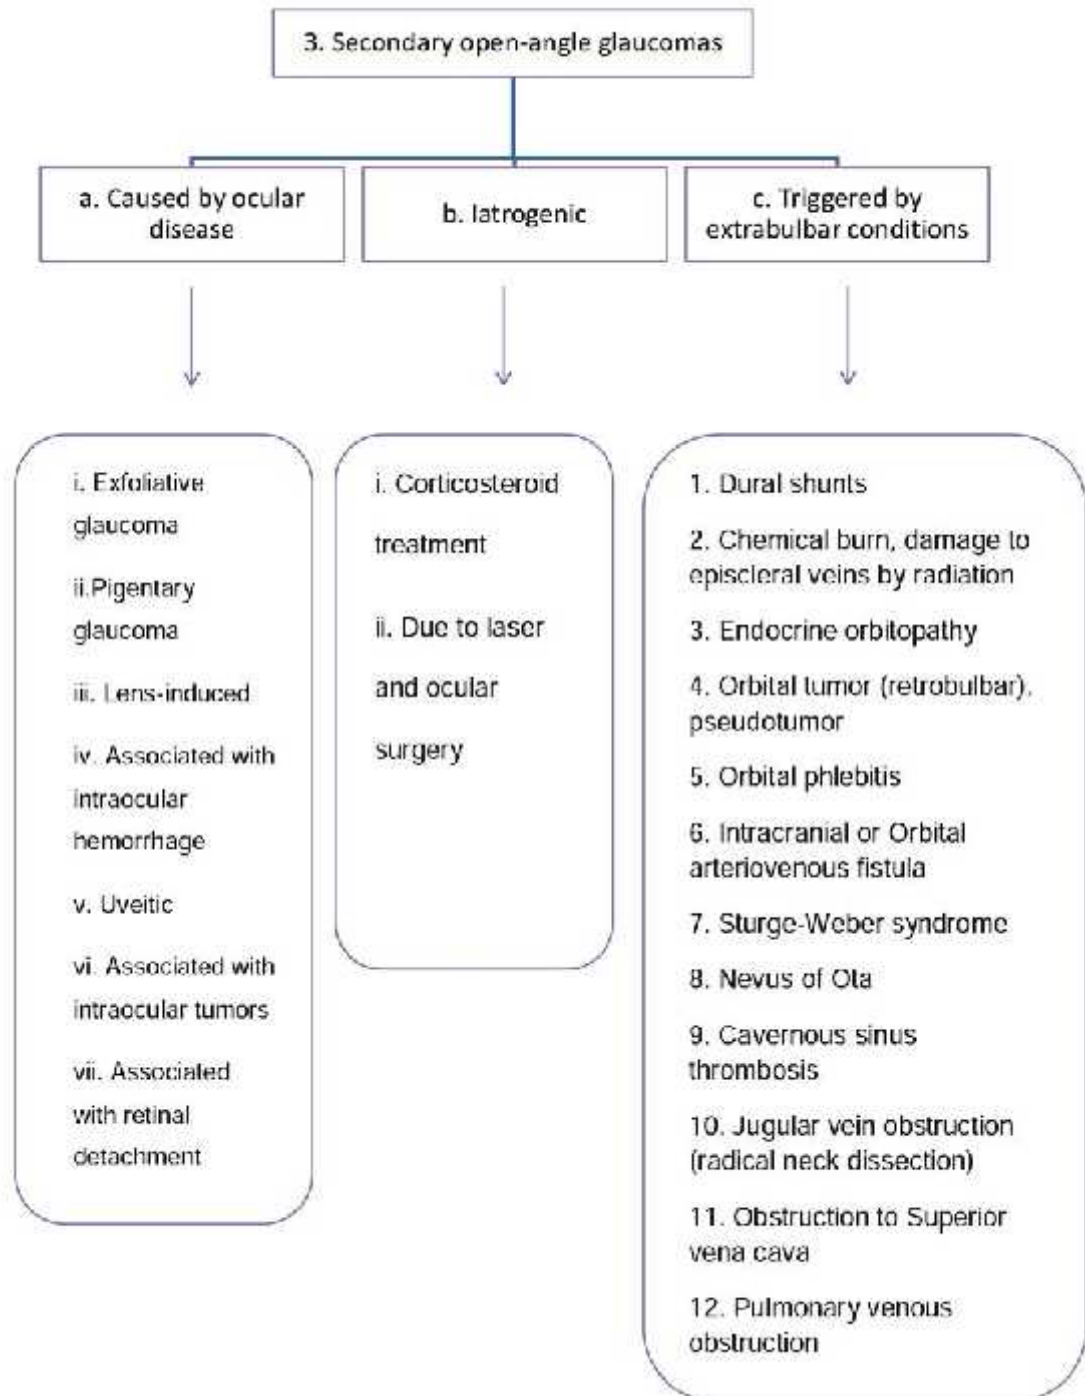 3. Secondary open-angle glaucomas
a. Caused by ocular
disease
b. Iatrogenic
c. Triggered by
extrabulbar conditions
i. Exfoliative
glaucoma
ii.Pigentary
glaucoma
iii. Lens-induced
iv. Associated with
intraocular
hemorrhage
v. Uveitic
vi. Associated with
intraocular tumors
vii. Associated
with retinal
detachment
i. Corticosteroid
treatment
ii. Due to laser
and ocular
surgery
1. Dural shunts
2. Chemical burn, damage to
episcleral veins by radiation
3. Endocrine orbitopathy
4. Orbital tumor (retrobulbar),
pseudotumor
5. Orbital phlebitis
6. Intracranial or Orbital
arteriovenous fistula
7. Sturge-Weber syndrome
8. Nevus of Ota
9. Cavernous sinus
thrombosis
10. Jugular vein obstruction
(radical neck dissection)
11. Obstruction to Superior
vena cava
12. Pulmonary venous
obstruction